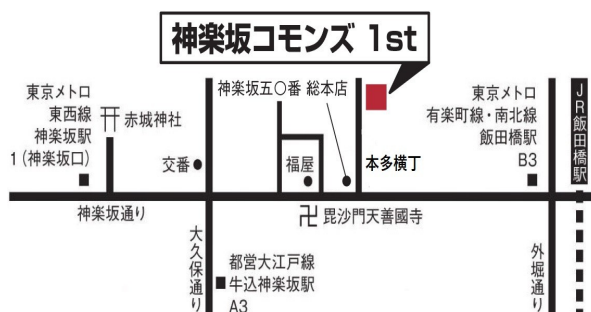 神楽坂コモンズ 1st
東京メトロ
東西線
神楽坂駅
1(神楽坂口)
赤城神社
交番
神楽坂五〇番 総本店
福屋
本多横丁
東京メトロ
有楽町線・南北線
飯田橋駅
B3
JR飯田橋駅
神楽坂通り
卍 毘沙門天善國寺
大久保通り
都営大江戸線
牛込神楽坂駅
A3
外堀通り